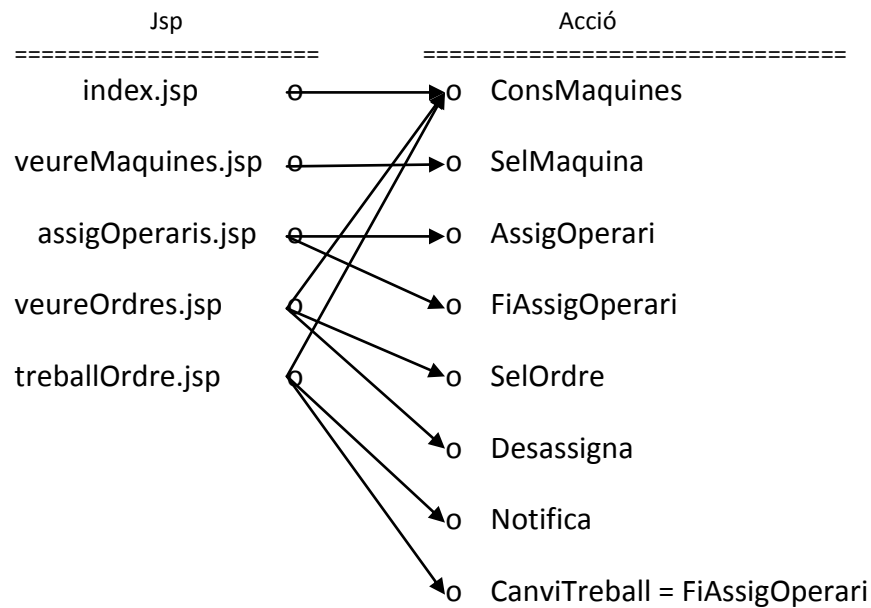 Jsp Acció
======================= ================================
index.jsp o o ConsMaquines
veureMaquines.jsp o o SelMaquina
assigOperaris.jsp o o AssigOperari
o FiAssigOperari
veureOrdres.jsp o
treballOrdre.jsp o o SelOrdre
o Desassigna
o Notifica
o CanviTreball = FiAssigOperari